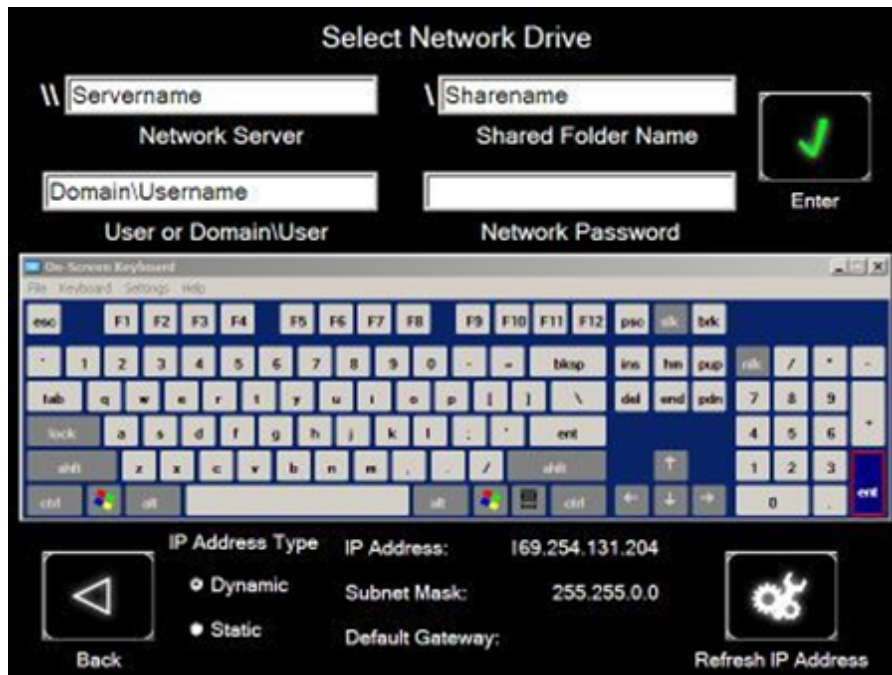 Select Network Drive
\\ Servername \ Sharename
Network Server Shared Folder Name
Domain\Username
Enter
User or Domain\User Network Password
On-Screen Keyboard
File Keyboard Settings Help
esc F1 F2 F3 F4 F5 F6 F7 F8 F9 F10 F11 F12 psc slk brk
` 1 2 3 4 5 6 7 8 9 0 - = bksp ins hm pup nlk / * -
tab q w e r t y u i o p [ ] \ del end pdn 7 8 9 +
lock a s d f g h j k l ; ' ent 4 5 6
shft z x c v b n m , . / shft ↑ 1 2 3 ent
ctrl alt alt ctrl ← ↓ → 0 .
IP Address Type IP Address: 169.254.131.204
Dynamic Subnet Mask: 255.255.0.0
Static Default Gateway:
Back Refresh IP Address